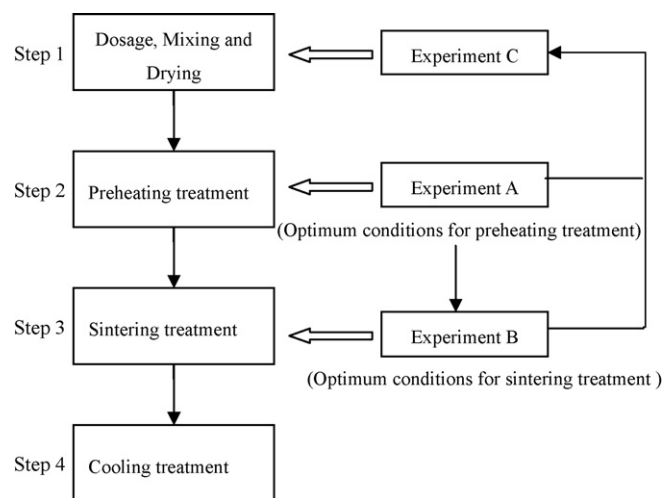 Step 1
Dosage, Mixing and
Drying
Experiment C
Step 2
Preheating treatment
Experiment A
(Optimum conditions for preheating treatment)
Step 3
Sintering treatment
Experiment B
(Optimum conditions for sintering treatment )
Step 4
Cooling treatment